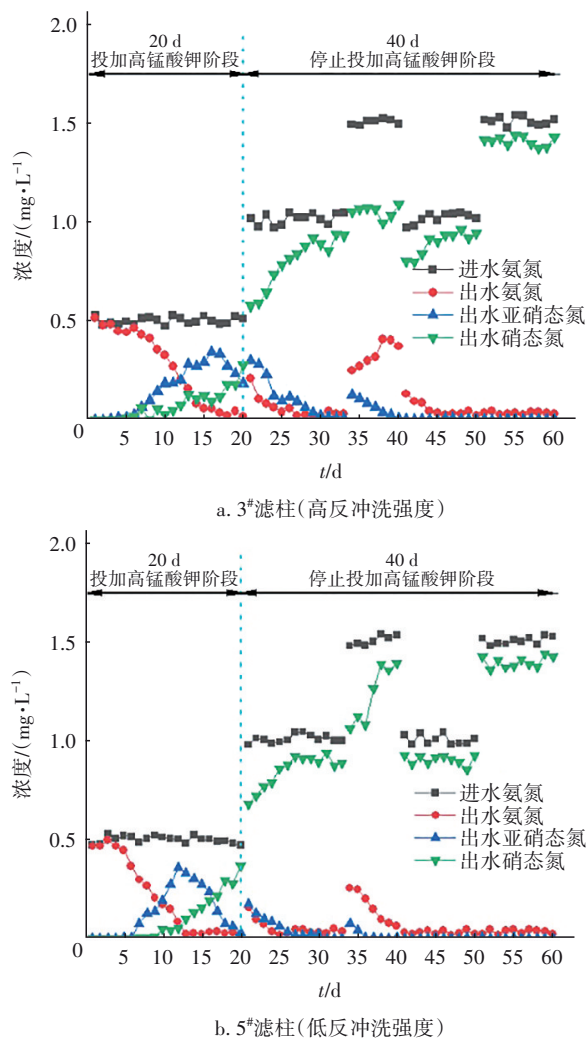 2.0
20 d
40 d
投加高锰酸钾阶段
停止投加高锰酸钾阶段
1.5
1.0
浓度/(mg•L⁻¹)
进水氨氮
出水氨氮
0.5
出水亚硝态氮
出水硝态氮
0
5 10 15 20 25 30 35 40 45 50 55 60
t/d
a. 3#滤柱(高反冲洗强度)
2.0
20 d
40 d
投加高锰酸钾阶段
停止投加高锰酸钾阶段
1.5
1.0
浓度/(mg•L⁻¹)
进水氨氮
出水氨氮
0.5
出水亚硝态氮
出水硝态氮
0
5 10 15 20 25 30 35 40 45 50 55 60
t/d
b. 5#滤柱(低反冲洗强度)